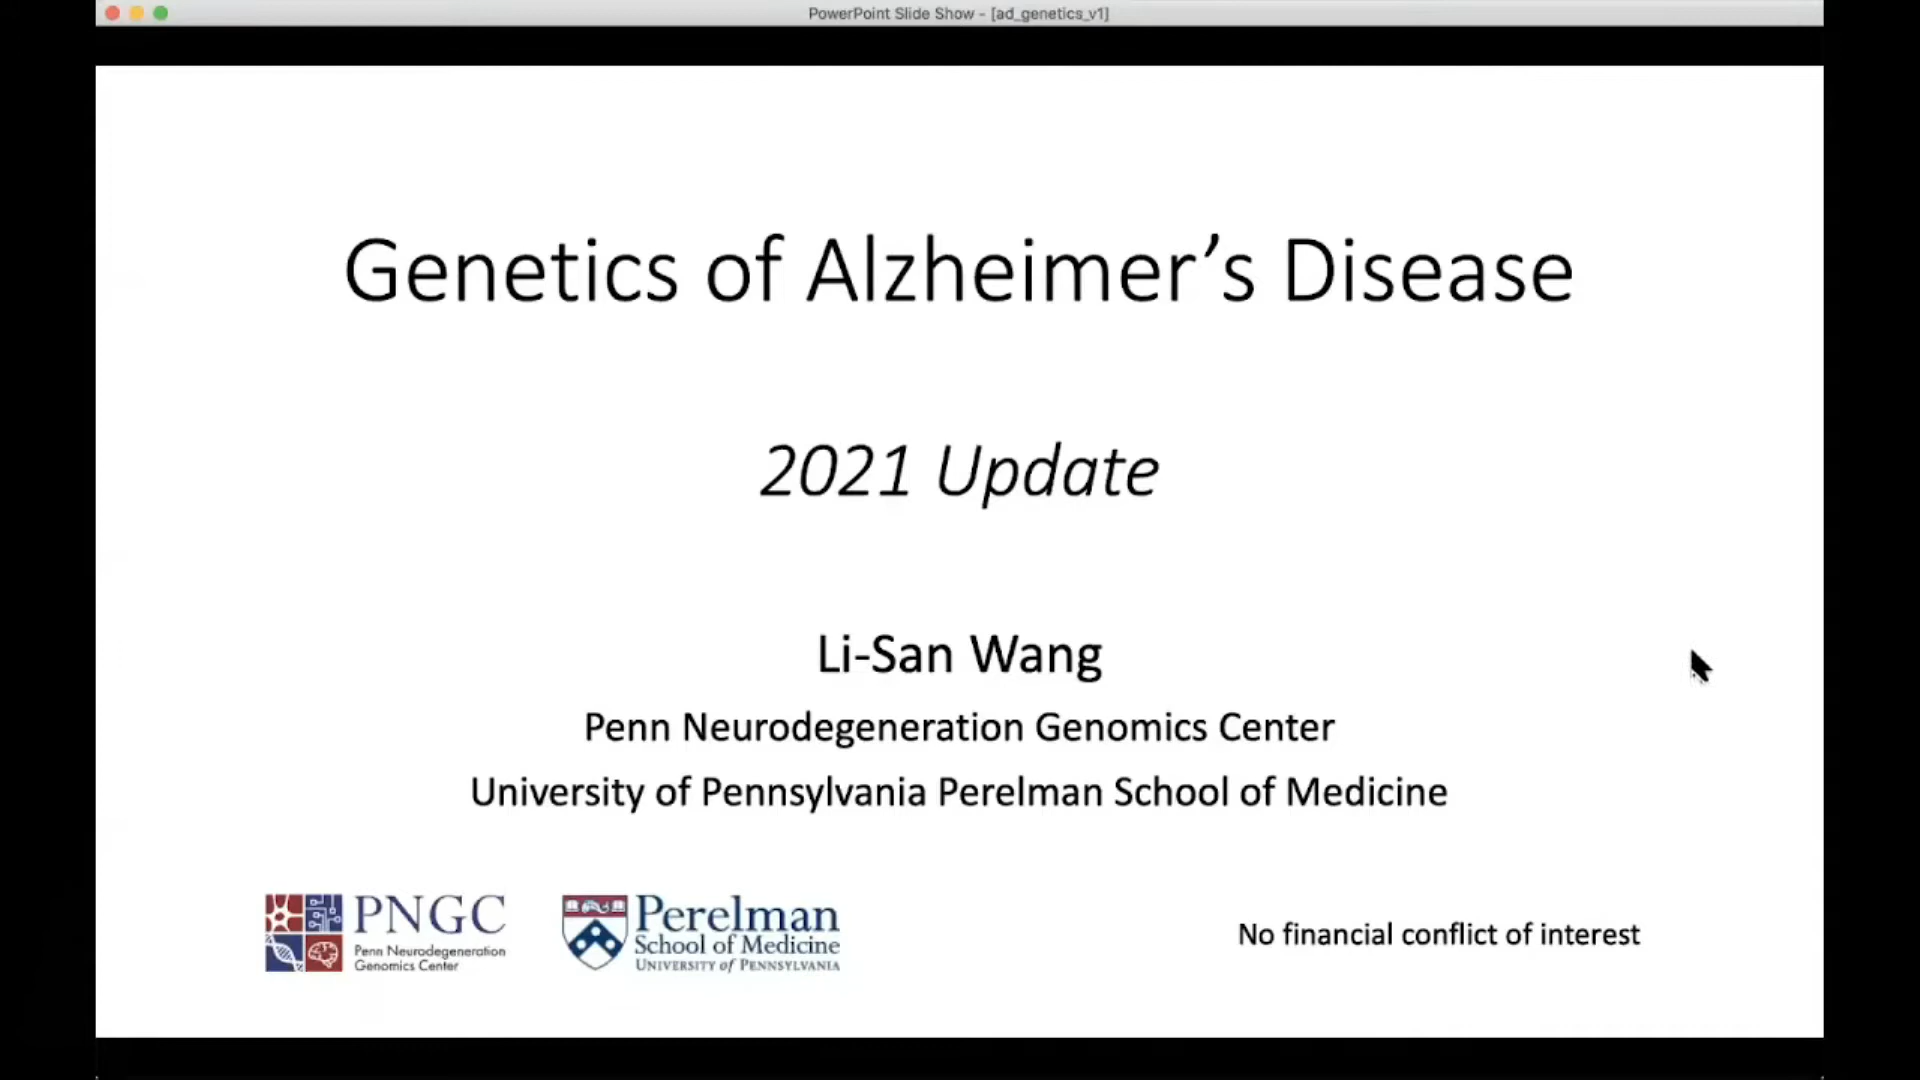 PowerPoint Slide Show - [ad_genetics_v1]
Genetics of Alzheimer’s Disease
2021 Update
Li-San Wang
Penn Neurodegeneration Genomics Center
University of Pennsylvania Perelman School of Medicine
PNGC
Penn Neurodegeneration
Genomics Center
Perelman
School of Medicine
University of Pennsylvania
No financial conflict of interest